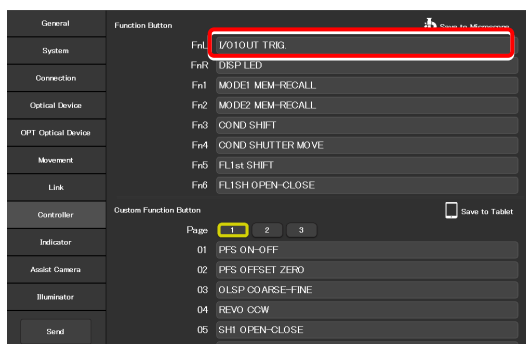 General
System
Connection
Optical Device
OPT Optical Device
Movement
Link
Controller
Indicator
Assist Camera
Illuminator
Send
Function Button
Save to Microscope
FnL I/O1OUT TRIG.
FnR DISP LED
Fn1 MODE1 MEM-RECALL
Fn2 MODE2 MEM-RECALL
Fn3 COND SHIFT
Fn4 COND SHUTTER MOVE
Fn5 FL1st SHIFT
Fn6 FL1SH OPEN-CLOSE
Custom Function Button
Save to Tablet
Page 1 2 3
01 PFS ON-OFF
02 PFS OFFSET ZERO
03 OLSP COARSE-FINE
04 REVO CCW
05 SH1 OPEN-CLOSE